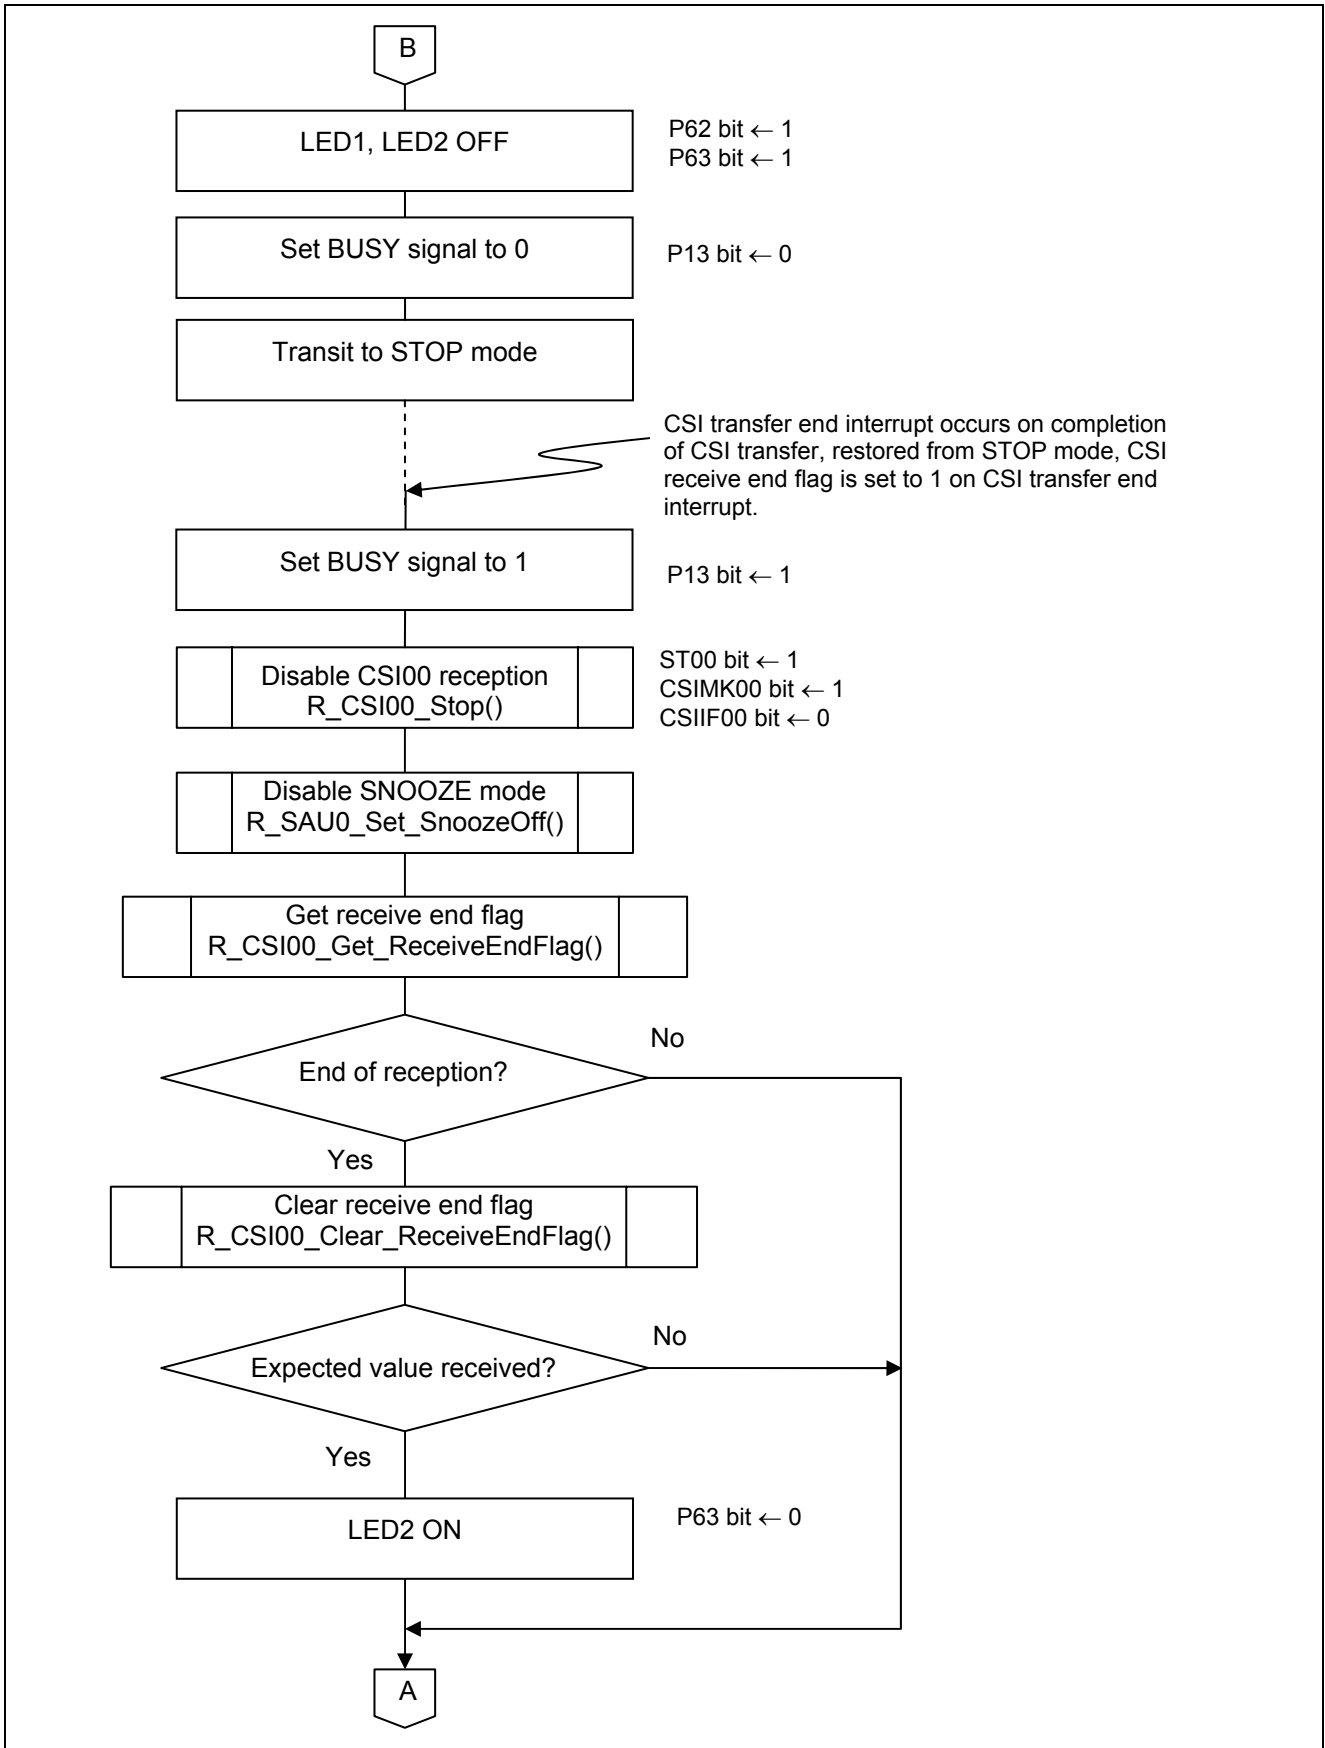 B
LED1, LED2 OFF
P62 bit ← 1
P63 bit ← 1
Set BUSY signal to 0
P13 bit ← 0
Transit to STOP mode
CSI transfer end interrupt occurs on completion
of CSI transfer, restored from STOP mode, CSI
receive end flag is set to 1 on CSI transfer end
interrupt.
Set BUSY signal to 1
P13 bit ← 1
Disable CSI00 reception
R_CSI00_Stop()
ST00 bit ← 1
CSIMK00 bit ← 1
CSIIF00 bit ← 0
Disable SNOOZE mode
R_SAU0_Set_SnoozeOff()
Get receive end flag
R_CSI00_Get_ReceiveEndFlag()
No
End of reception?
Yes
Clear receive end flag
R_CSI00_Clear_ReceiveEndFlag()
No
Expected value received?
Yes
LED2 ON
P63 bit ← 0
A